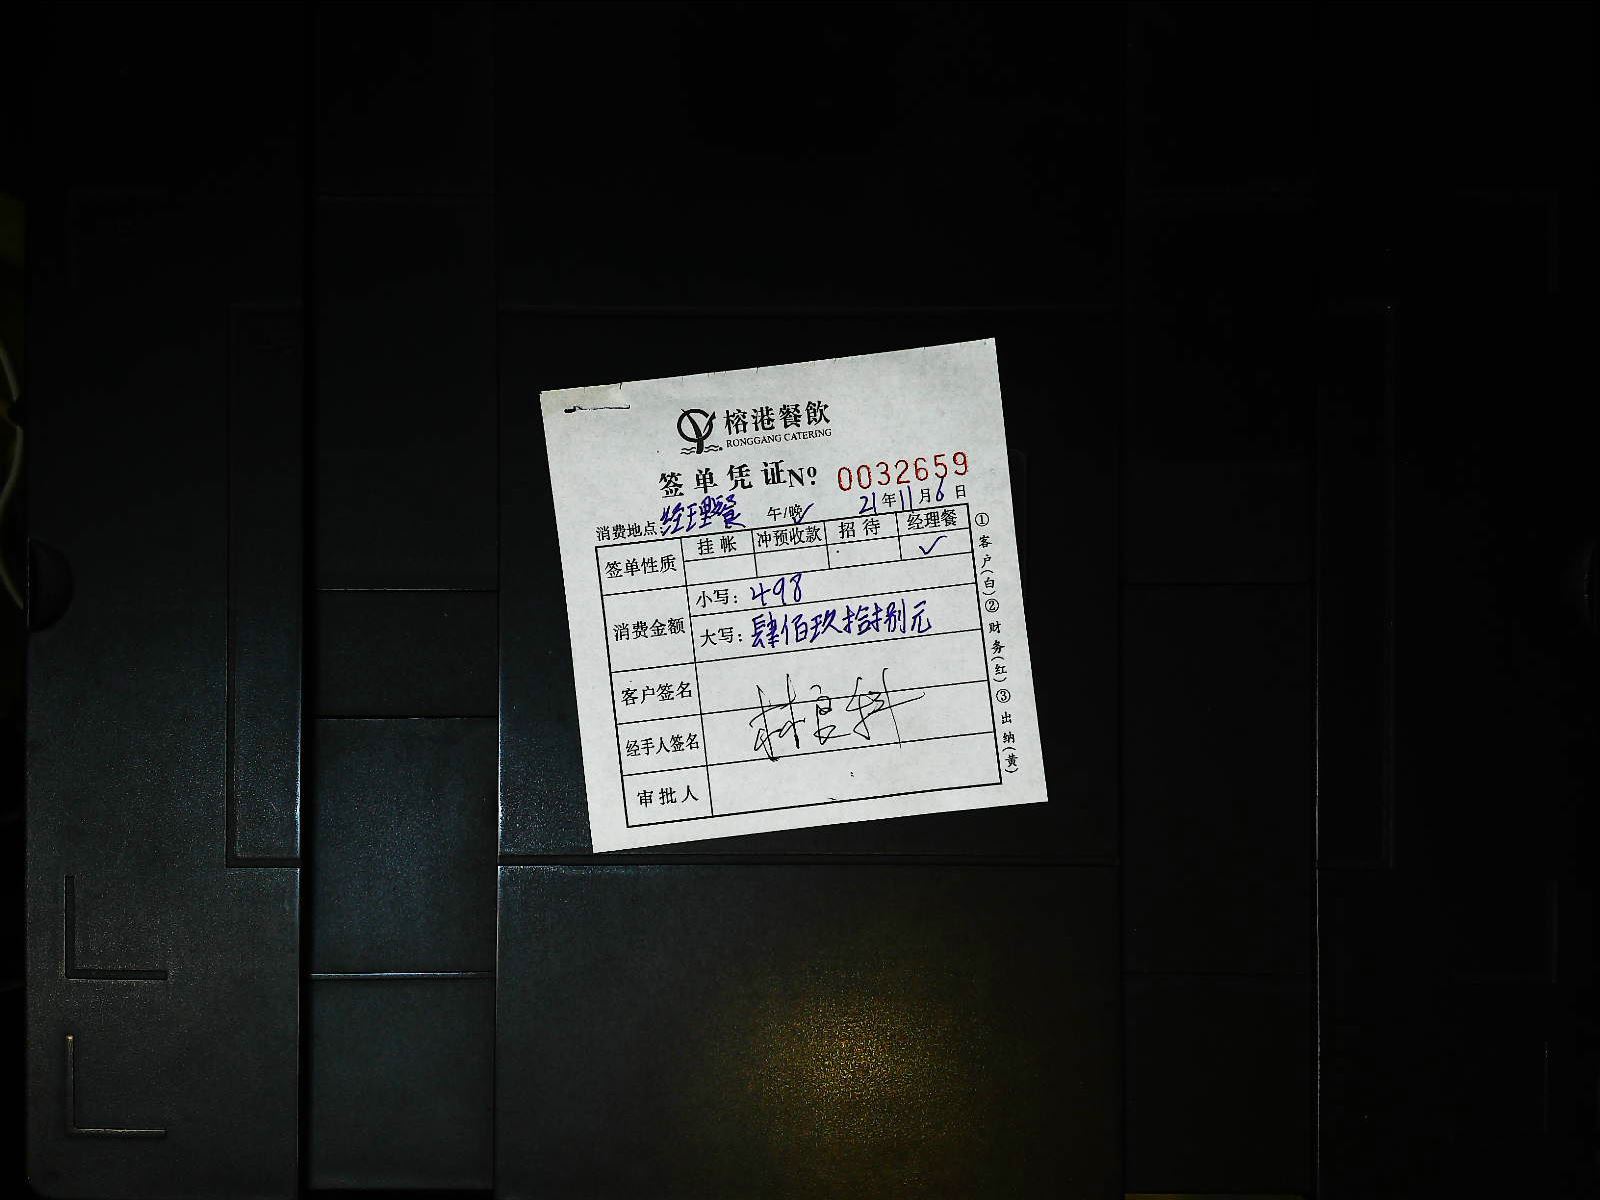 榕港餐飲
RONGGANG CATERING
签单凭证 Nº 0032659
消费地点:经理餐 午/晚 21年11月6日
签单性质 挂帐 冲预收款 招待 经理餐
✓
消费金额 小写:498
大写:肆佰玖拾捌元
客户签名
经手人签名
审批人
①客户(白)②财务(红)③出纳(黄)